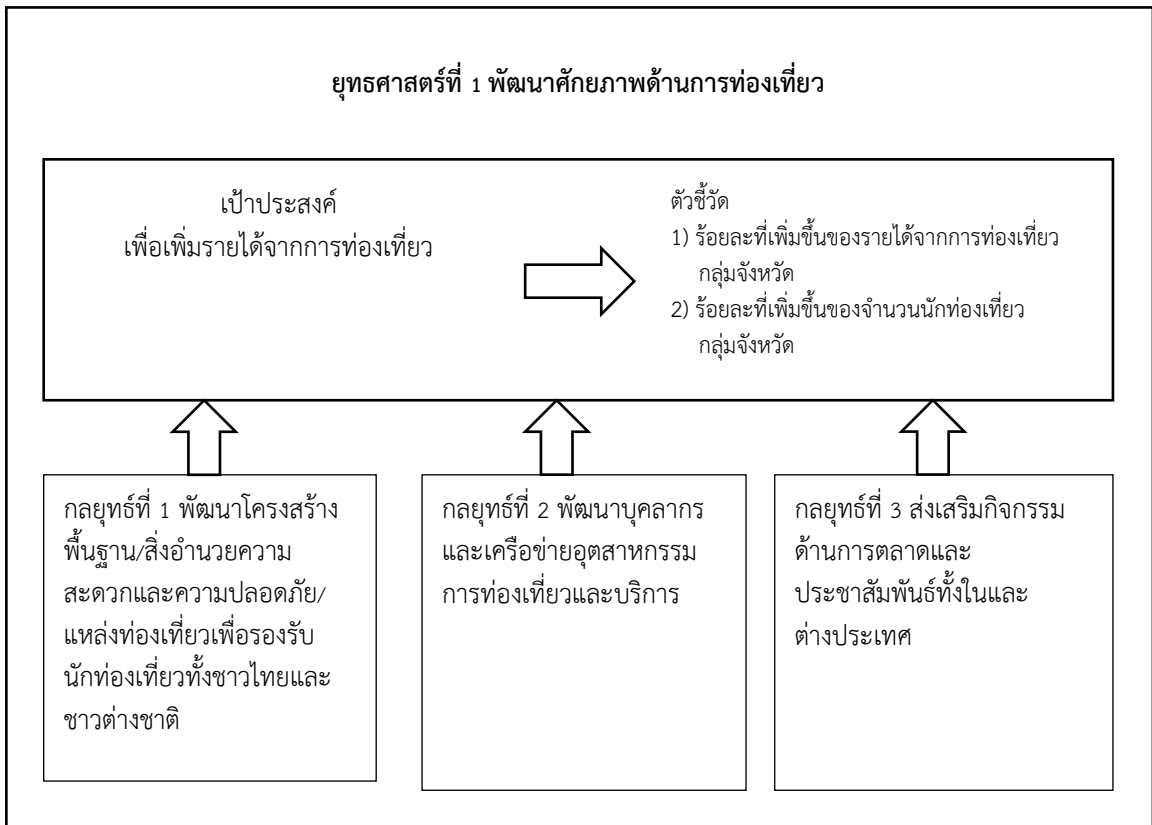 ยุทธศาสตร์ที่ 1 พัฒนาศักยภาพด้านการท่องเที่ยว
เป้าประสงค์
เพื่อเพิ่มรายได้จากการท่องเที่ยว
ตัวชี้วัด
1) ร้อยละที่เพิ่มขึ้นของรายได้จากการท่องเที่ยว
กลุ่มจังหวัด
2) ร้อยละที่เพิ่มขึ้นของจำนวนนักท่องเที่ยว
กลุ่มจังหวัด
กลยุทธ์ที่ 1 พัฒนาโครงสร้าง
พื้นฐาน/สิ่งอำนวยความ
สะดวกและความปลอดภัย/
แหล่งท่องเที่ยวเพื่อรองรับ
นักท่องเที่ยวทั้งชาวไทยและ
ชาวต่างชาติ
กลยุทธ์ที่ 2 พัฒนาบุคลากร
และเครือข่ายอุตสาหกรรม
การท่องเที่ยวและบริการ
กลยุทธ์ที่ 3 ส่งเสริมกิจกรรม
ด้านการตลาดและ
ประชาสัมพันธ์ทั้งในและ
ต่างประเทศ